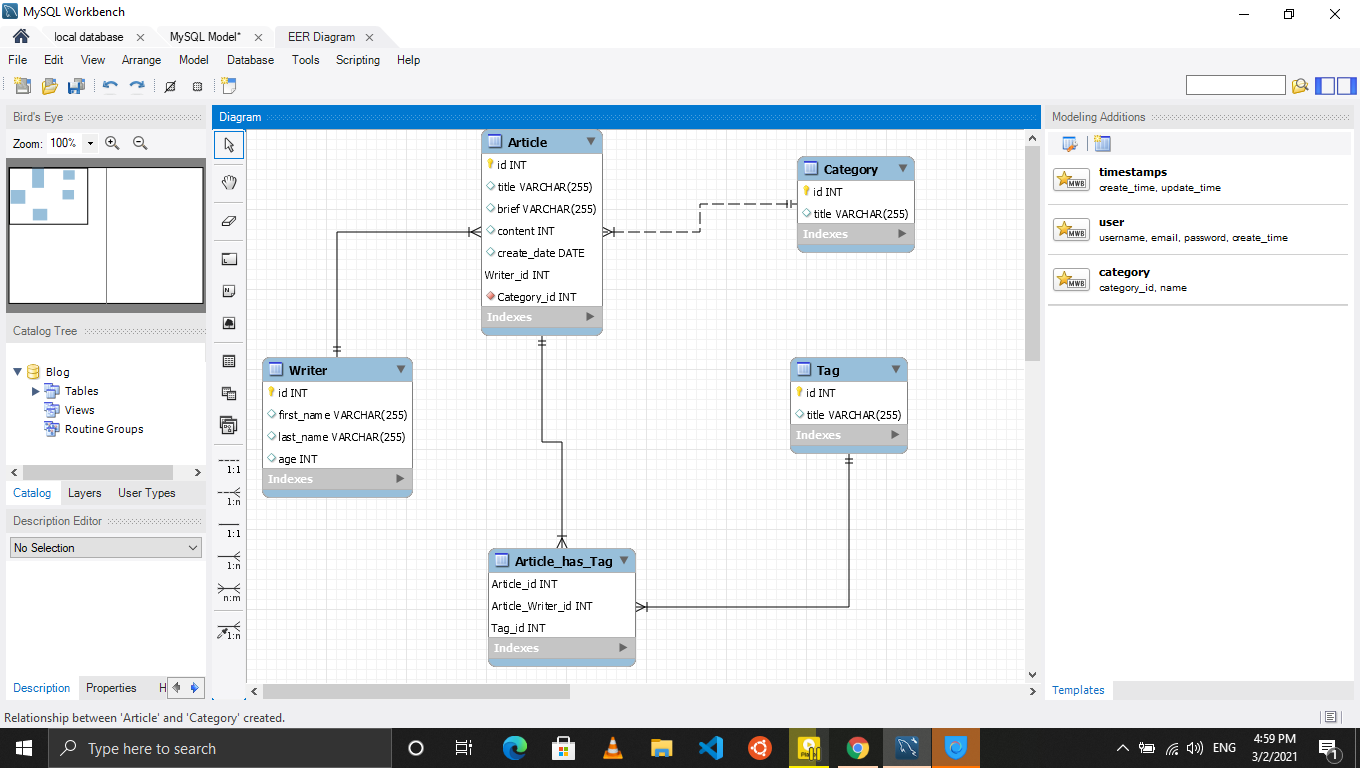 MySQL Workbench
local database
MySQL Model*
EER Diagram
File Edit View Arrange Model Database Tools Scripting Help
Bird's Eye
Zoom: 100%
Catalog Tree
Blog
Tables
Views
Routine Groups
Catalog Layers User Types
Description Editor
No Selection
Description Properties H
Diagram
1:1
1:n
1:1
1:n
n:m
1:n
Article
id INT
title VARCHAR(255)
brief VARCHAR(255)
content INT
create_date DATE
Writer_id INT
Category_id INT
Indexes
Category
id INT
title VARCHAR(255)
Indexes
Writer
id INT
first_name VARCHAR(255)
last_name VARCHAR(255)
age INT
Indexes
Tag
id INT
title VARCHAR(255)
Indexes
Article_has_Tag
Article_id INT
Article_Writer_id INT
Tag_id INT
Indexes
Modeling Additions
MWB
timestamps
create_time, update_time
MWB
user
username, email, password, create_time
MWB
category
category_id, name
Templates
Relationship between 'Article' and 'Category' created.
Type here to search
ENG
4:59 PM
3/2/2021
1